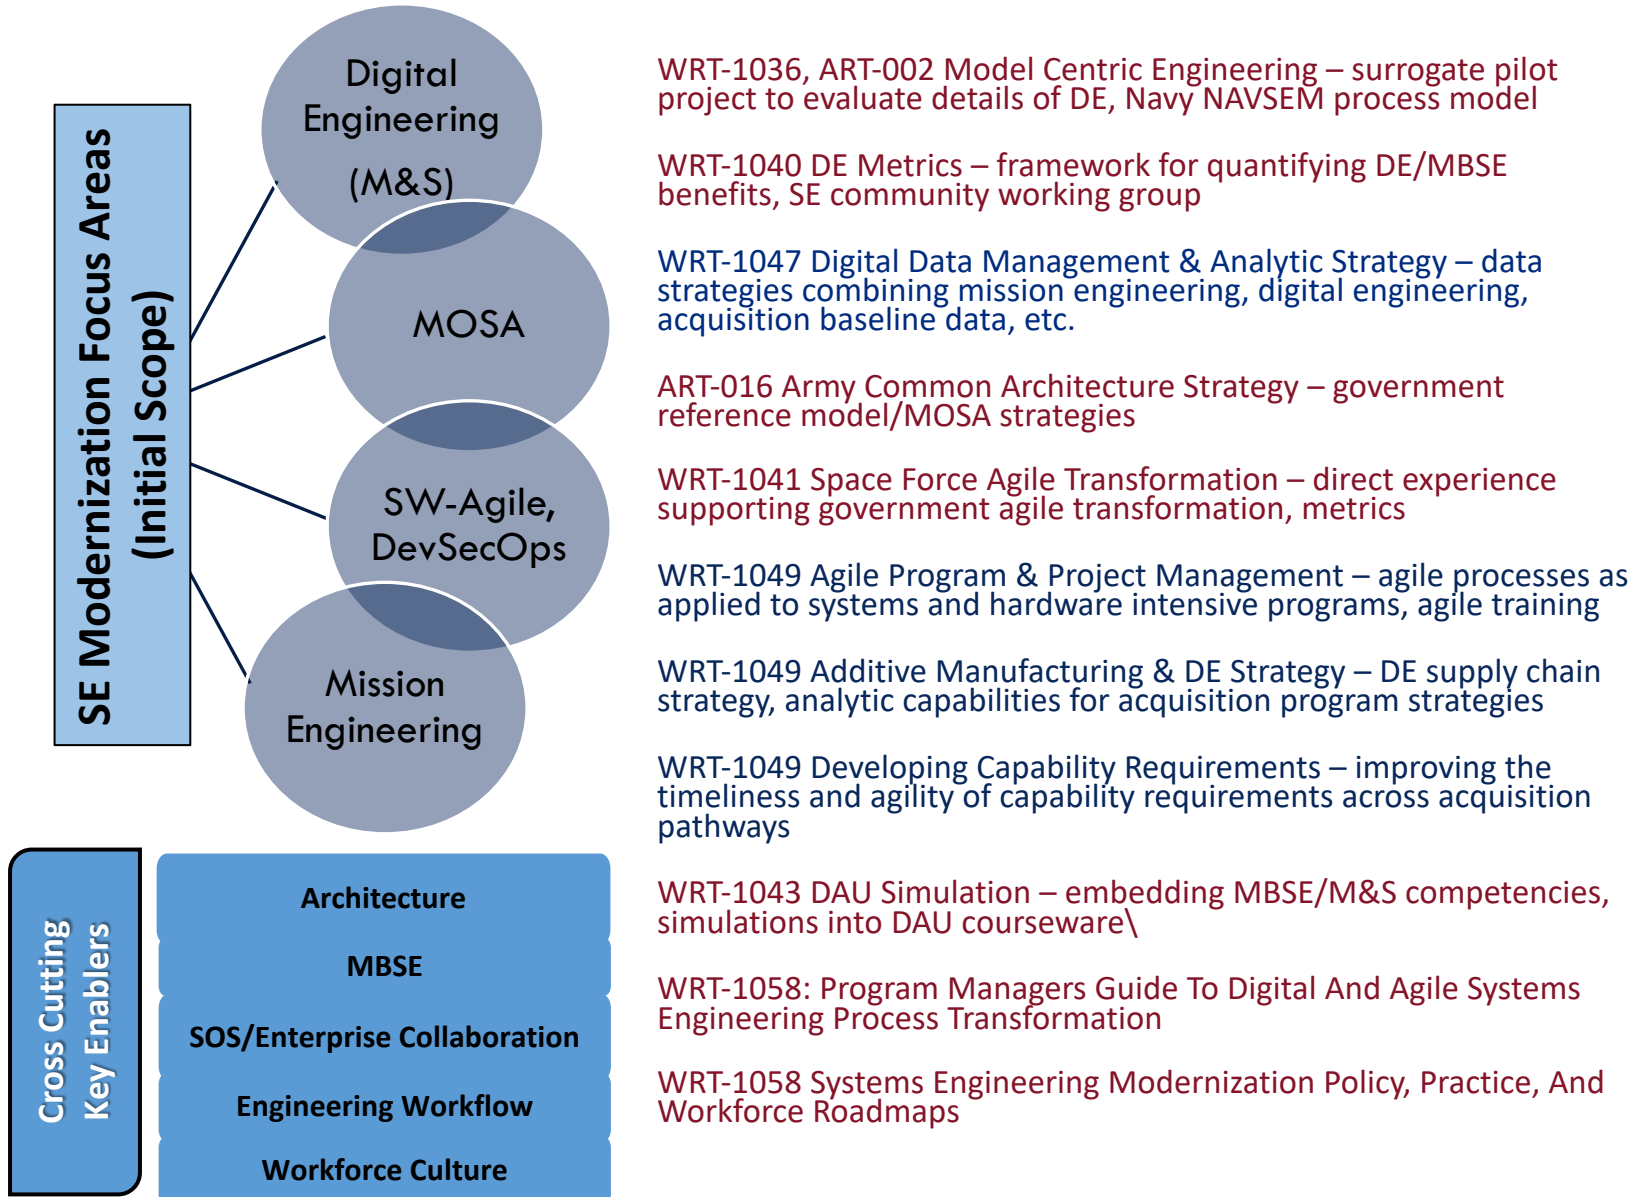 SE Modernization Focus Areas
(Initial Scope)
Digital
Engineering
(M&S)
MOSA
SW-Agile,
DevSecOps
Mission
Engineering
Cross Cutting
Key Enablers
Architecture
MBSE
SOS/Enterprise Collaboration
Engineering Workflow
Workforce Culture
WRT-1036, ART-002 Model Centric Engineering – surrogate pilot
project to evaluate details of DE, Navy NAVSEM process model
WRT-1040 DE Metrics – framework for quantifying DE/MBSE
benefits, SE community working group
WRT-1047 Digital Data Management & Analytic Strategy – data
strategies combining mission engineering, digital engineering,
acquisition baseline data, etc.
ART-016 Army Common Architecture Strategy – government
reference model/MOSA strategies
WRT-1041 Space Force Agile Transformation – direct experience
supporting government agile transformation, metrics
WRT-1049 Agile Program & Project Management – agile processes as
applied to systems and hardware intensive programs, agile training
WRT-1049 Additive Manufacturing & DE Strategy – DE supply chain
strategy, analytic capabilities for acquisition program strategies
WRT-1049 Developing Capability Requirements – improving the
timeliness and agility of capability requirements across acquisition
pathways
WRT-1043 DAU Simulation – embedding MBSE/M&S competencies,
simulations into DAU courseware\
WRT-1058: Program Managers Guide To Digital And Agile Systems
Engineering Process Transformation
WRT-1058 Systems Engineering Modernization Policy, Practice, And
Workforce Roadmaps